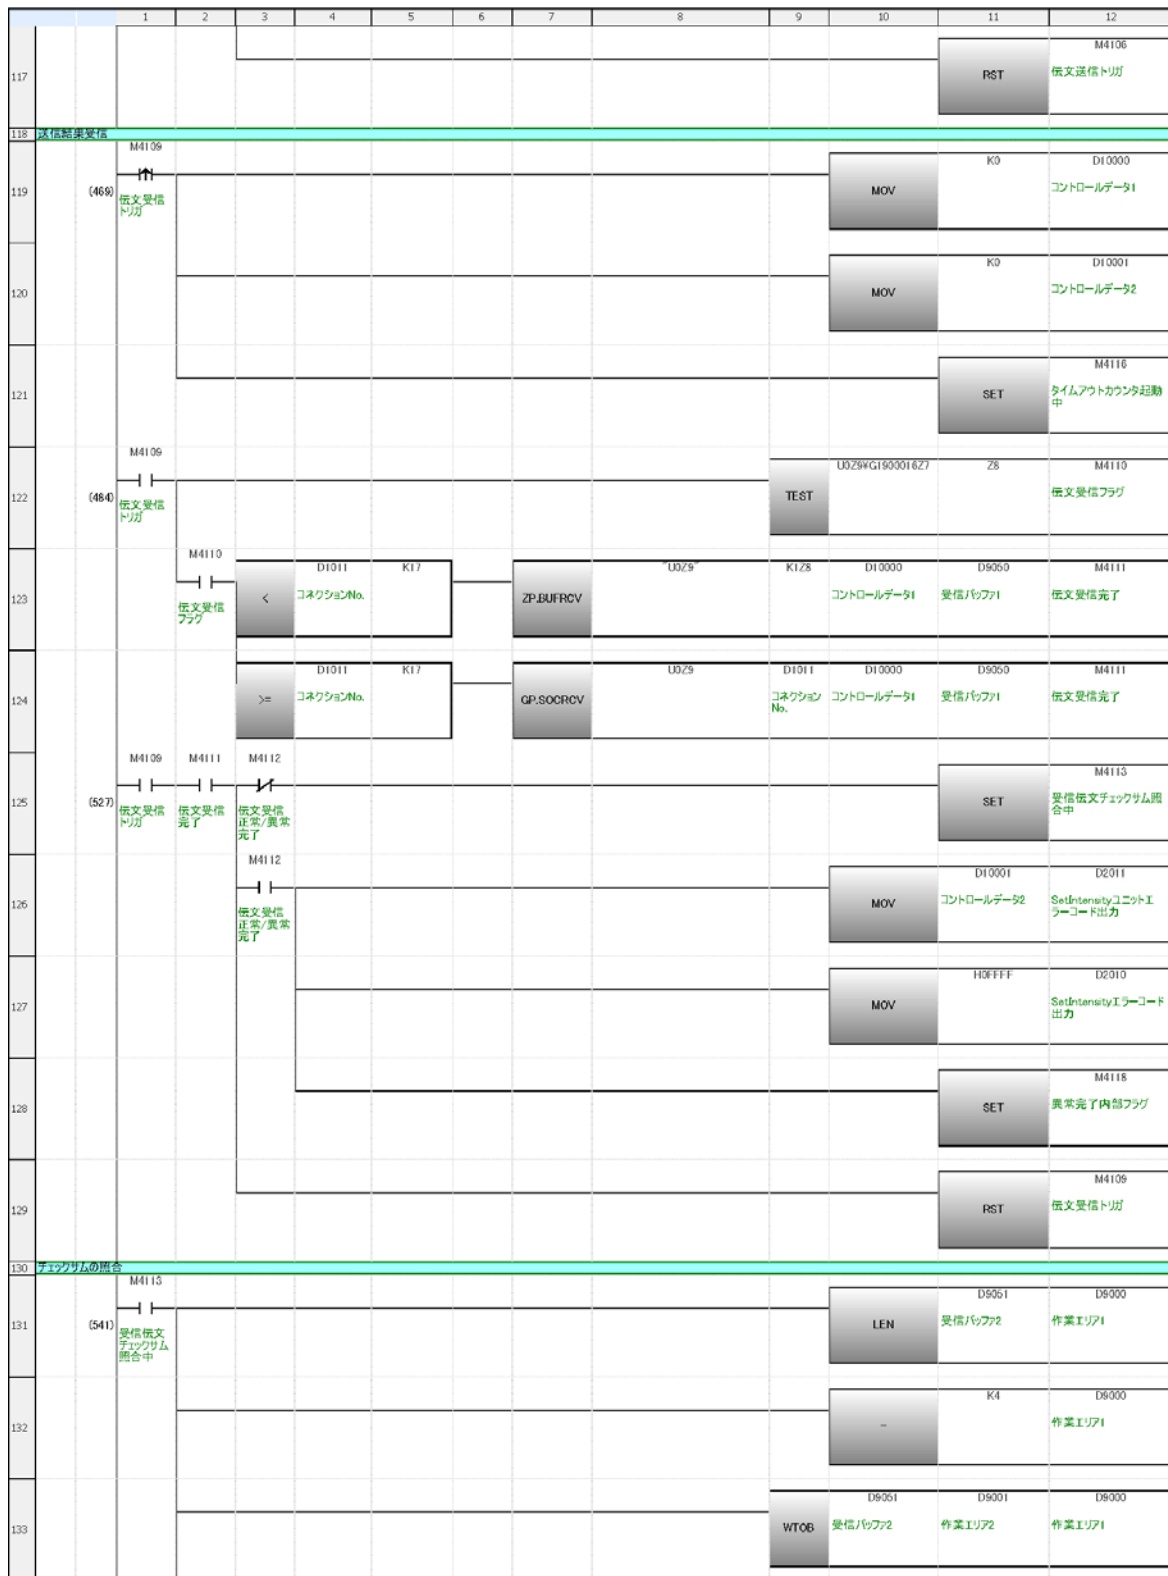 1 2 3 4 5 6 7 8 9 10 11 12
117
RST
M4106
伝文送信トリガ
118 送信結果受信
119
(469)
M4109
伝文受信
トリガ
MOV
K0
D10000
コントロールデータ1
120
MOV
K0
D10001
コントロールデータ2
121
SET
M4116
タイムアウトカウンタ起動
中
122
(484)
M4109
伝文受信
トリガ
TEST
U0Z9¥G1900016Z7
Z8
M4110
伝文受信フラグ
123
M4110
伝文受信
フラグ
<
D1011
コネクションNo.
K17
ZP.BUFRCV
"U0Z9"
K1Z8
D10000
コントロールデータ1
D9050
受信バッファ1
M4111
伝文受信完了
124
>=
D1011
コネクションNo.
K17
GP.SOCRCV
U0Z9
D1011
コネクション
No.
D10000
コントロールデータ1
D9050
受信バッファ1
M4111
伝文受信完了
125
(527)
M4109
伝文受信
トリガ
M4111
伝文受信
完了
M4112
伝文受信
正常/異常
完了
SET
M4113
受信伝文チェックサム照
合中
126
M4112
伝文受信
正常/異常
完了
MOV
D10001
コントロールデータ2
D2011
SetIntensityユニットエ
ラーコード出力
127
MOV
H0FFFF
D2010
SetIntensityエラーコード
出力
128
SET
M4118
異常完了内部フラグ
129
RST
M4109
伝文受信トリガ
130 チェックサムの照合
131
(541)
M4113
受信伝文
チェックサム
照合中
LEN
D9051
受信バッファ2
D9000
作業エリア1
132
-
K4
D9000
作業エリア1
133
WTOB
D9051
受信バッファ2
D9001
作業エリア2
D9000
作業エリア1